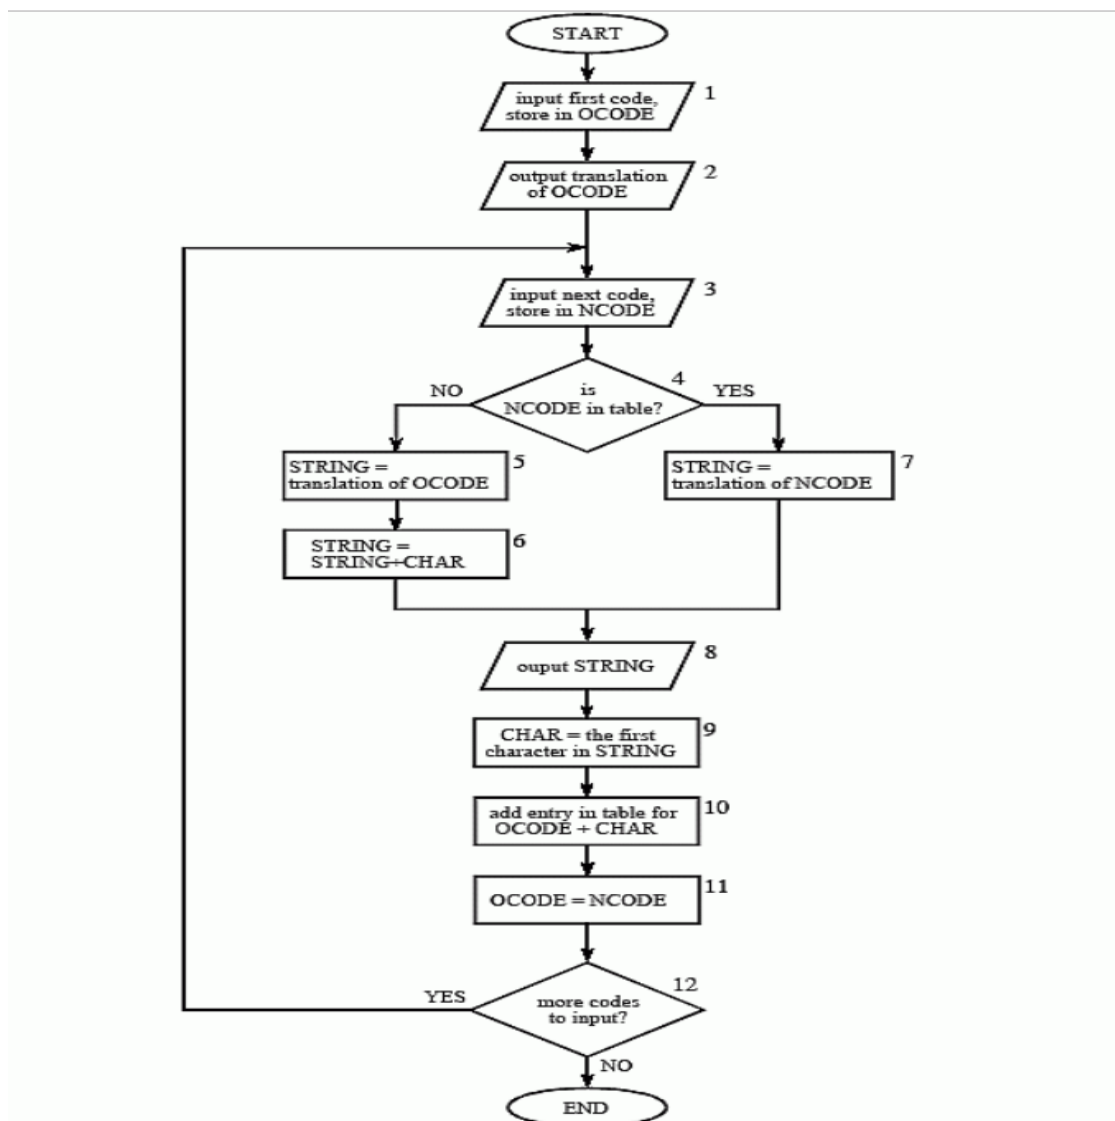 START
input first code,
store in OCODE
1
output translation
of OCODE
2
input next code,
store in NCODE
3
is
NCODE in table?
4
NO
YES
STRING =
translation of OCODE
5
STRING =
translation of NCODE
7
STRING =
STRING+CHAR
6
ouput STRING
8
CHAR = the first
character in STRING
9
add entry in table for
OCODE + CHAR
10
OCODE = NCODE
11
more codes
to input?
12
YES
NO
END